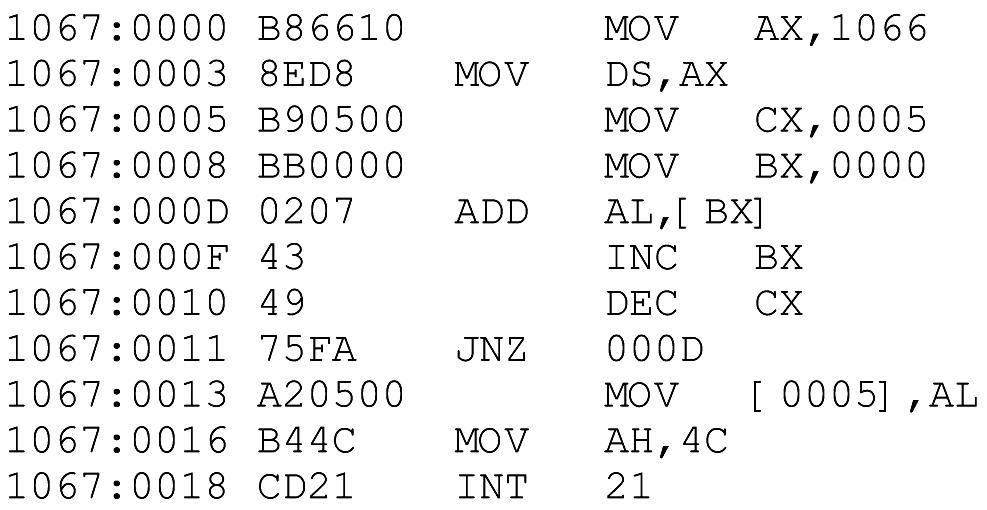 1067:0000 B86610 MOV AX,1066
1067:0003 8ED8 MOV DS,AX
1067:0005 B90500 MOV CX,0005
1067:0008 BB0000 MOV BX,0000
1067:000D 0207 ADD AL,[ BX]
1067:000F 43 INC BX
1067:0010 49 DEC CX
1067:0011 75FA JNZ 000D
1067:0013 A20500 MOV [ 0005] ,AL
1067:0016 B44C MOV AH,4C
1067:0018 CD21 INT 21